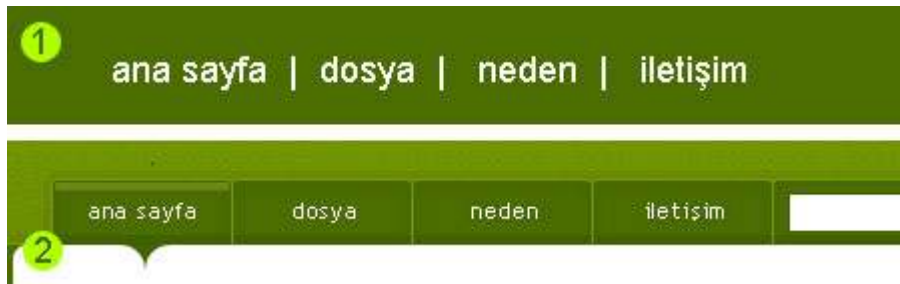 1
ana sayfa | dosya | neden | iletişim
ana sayfa dosya neden iletişim
2